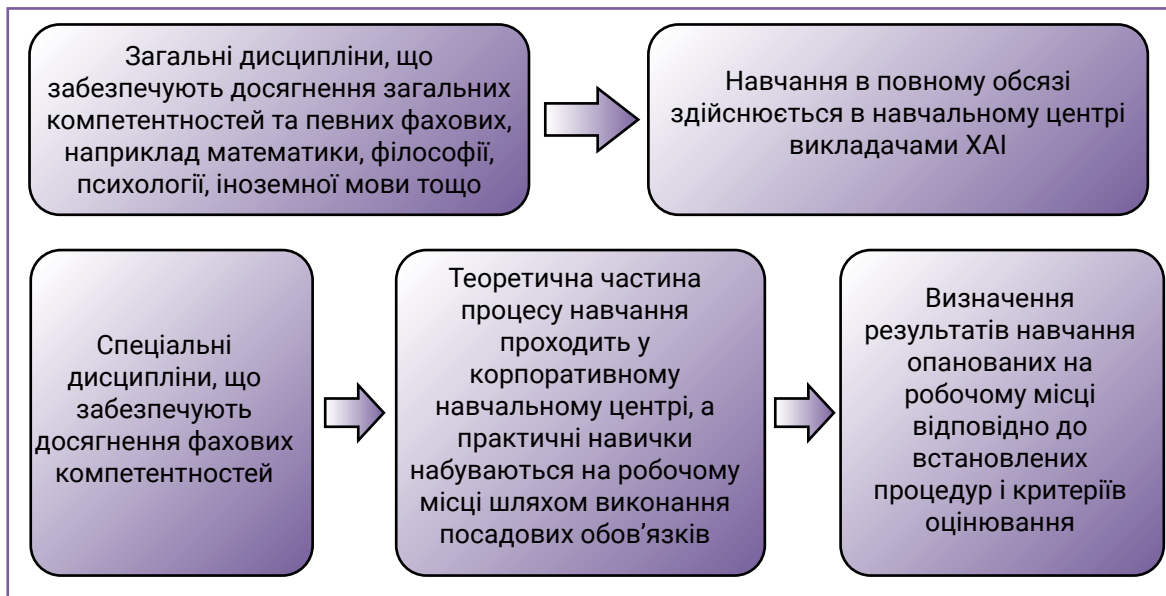 Загальні дисципліни, що
забезпечують досягнення загальних
компетентностей та певних фахових,
наприклад математики, філософії,
психології, іноземної мови тощо
Навчання в повному обсязі
здійснюється в навчальному центрі
викладачами ХАІ
Спеціальні
дисципліни, що
забезпечують
досягнення фахових
компетентностей
Теоретична частина
процесу навчання
проходить у
корпоративному
навчальному центрі, а
практичні навички
набуваються на робочому
місці шляхом виконання
посадових обов’язків
Визначення
результатів навчання
опанованих на
робочому місці
відповідно до
встановлених
процедур і критеріїв
оцінювання